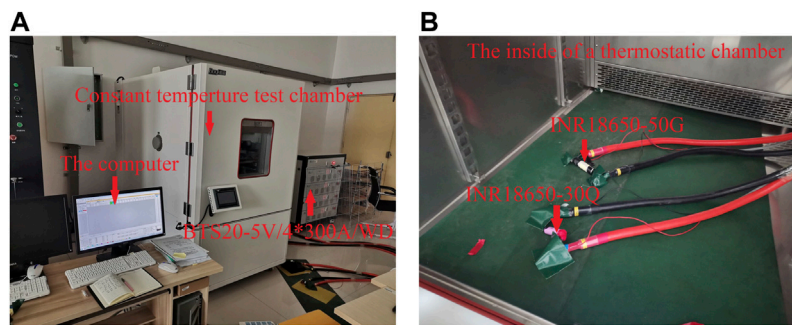 A
Constant temperture test chamber
The computer
BTS20-5V/4*300A/WD
B
The inside of a thermostatic chamber
INR18650-50G
INR18650-30Q